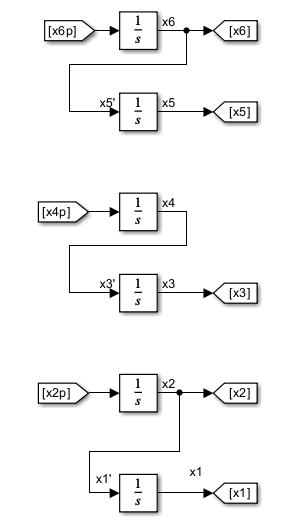 [x6p] 1/s x6 [x6]
x5' 1/s x5 [x5]
[x4p] 1/s x4
x3' 1/s x3 [x3]
[x2p] 1/s x2 [x2]
x1' 1/s x1 [x1]